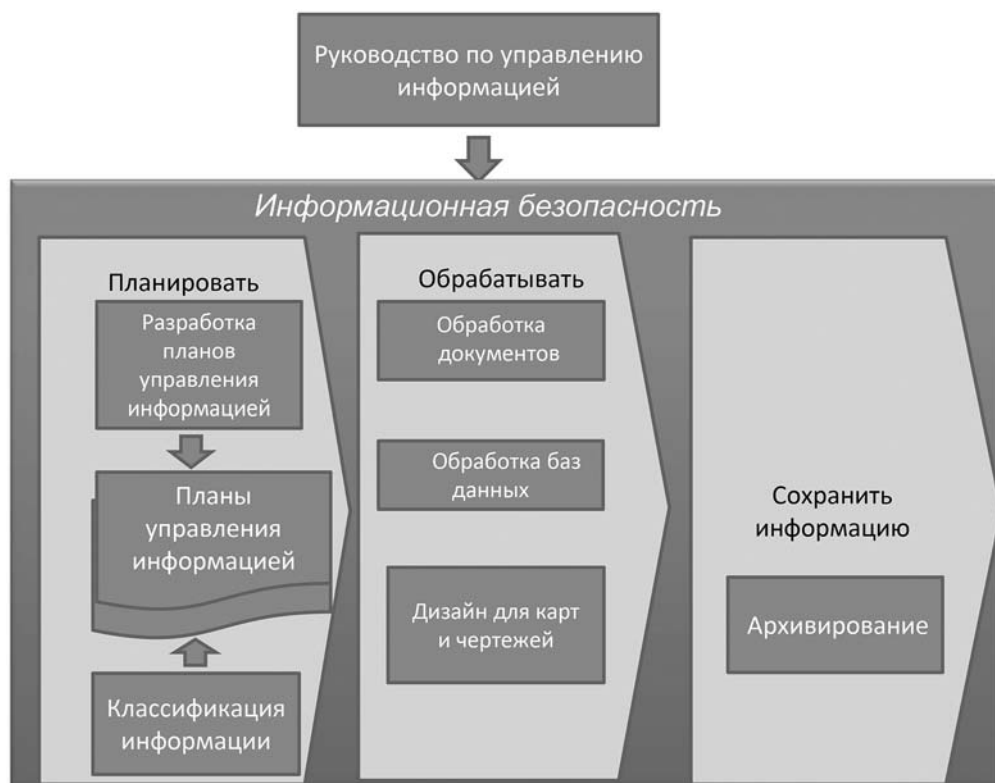 Руководство по управлению
информацией
Информационная безопасность
Планировать
Разработка
планов
управления
информацией
Планы
управления
информацией
Классификация
информации
Обрабатывать
Обработка
документов
Обработка баз
данных
Дизайн для карт
и чертежей
Сохранить
информацию
Архивирование